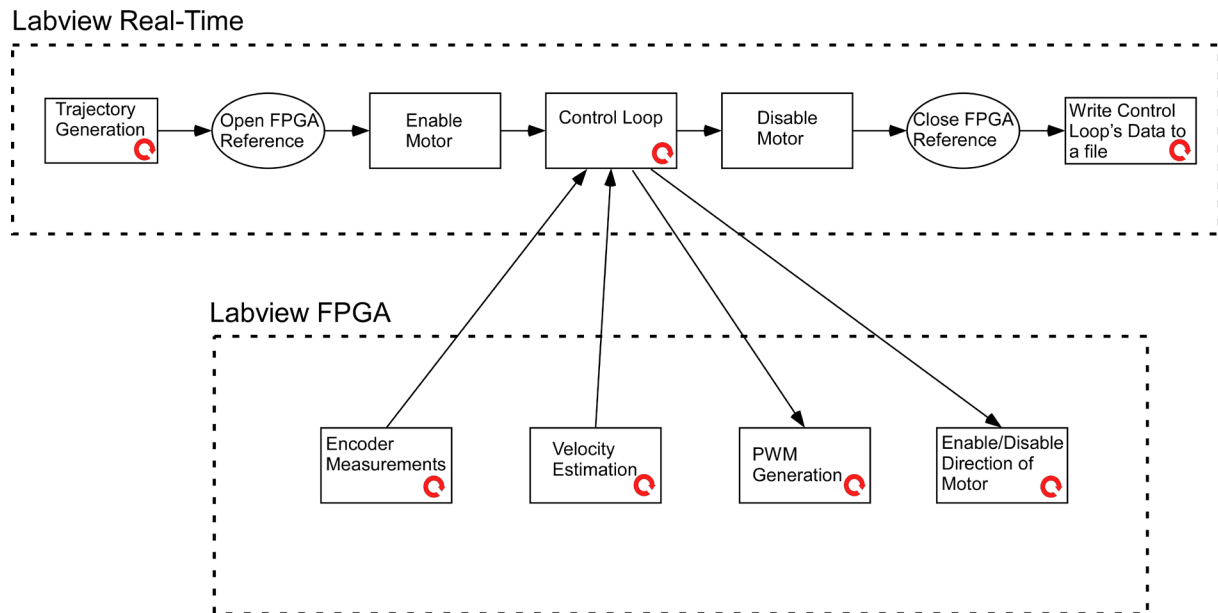 Labview Real-Time
Trajectory
Generation
Open FPGA
Reference
Enable
Motor
Control Loop
Disable
Motor
Close FPGA
Reference
Write Control
Loop's Data to
a file
Labview FPGA
Encoder
Measurements
Velocity
Estimation
PWM
Generation
Enable/Disable
Direction of
Motor